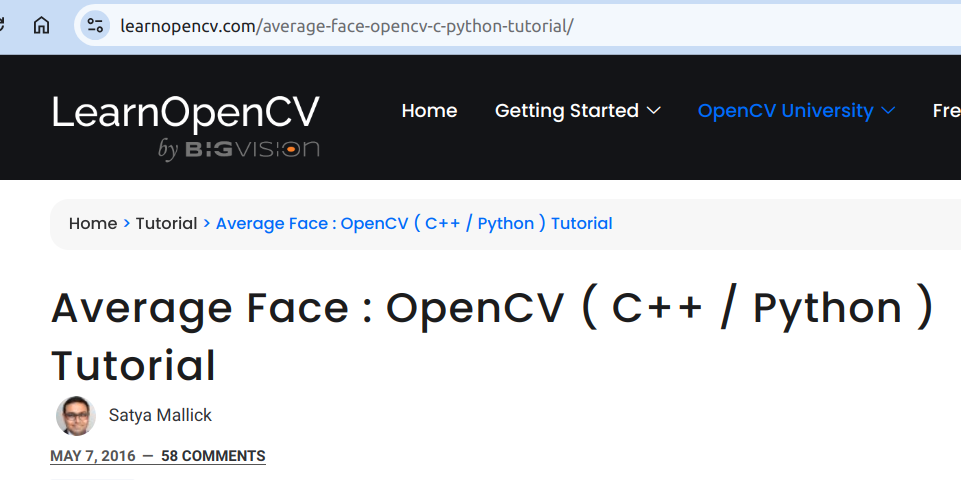 learnopencv.com/average-face-opencv-c-python-tutorial/
LearnOpenCV
by BIGVISION
Home Getting Started OpenCV University Fre
Home > Tutorial > Average Face : OpenCV ( C++ / Python ) Tutorial
Average Face : OpenCV ( C++ / Python )
Tutorial
Satya Mallick
MAY 7, 2016 — 58 COMMENTS